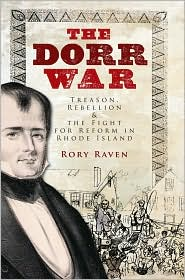 THE
DORR
WAR
TREASON,
REBELLION
&
THE FIGHT
FOR REFORM IN
RHODE ISLAND
RORY RAVEN